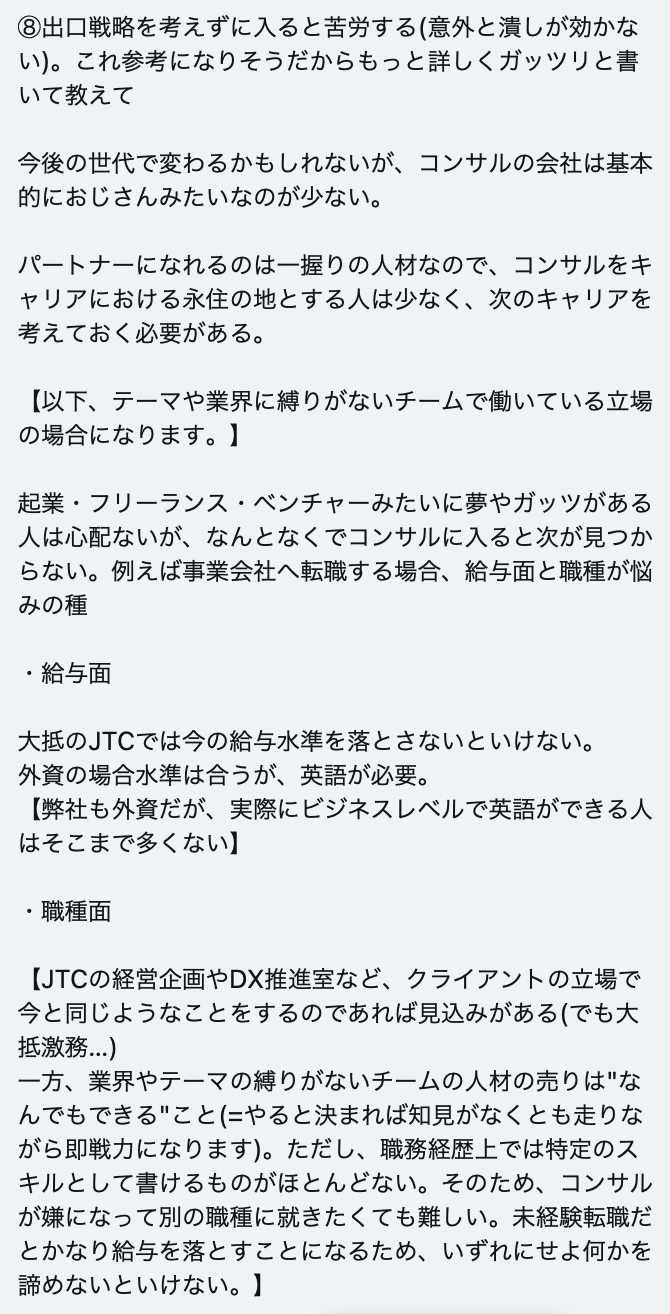 ⑧出口戦略を考えずに入ると苦労する(意外と潰しが効かな
い)。これ参考になりそうだからもっと詳しくガッツリと書
いて教えて
今後の世代で変わるかもしれないが、コンサルの会社は基本
的におじさんみたいなのが少ない。
パートナーになれるのは一握りの人材なので、コンサルをキ
ャリアにおける永住の地とする人は少なく、次のキャリアを
考えておく必要がある。
【以下、テーマや業界に縛りがないチームで働いている立場
の場合になります。】
起業・フリーランス・ベンチャーみたいに夢やガッツがある
人は心配ないが、なんとなくでコンサルに入ると次が見つか
らない。例えば事業会社へ転職する場合、給与面と職種が悩
みの種
・給与面
大抵のJTCでは今の給与水準を落とさないといけない。
外資の場合水準は合うが、英語が必要。
【弊社も外資だが、実際にビジネスレベルで英語ができる人
はそこまで多くない】
・職種面
【JTCの経営企画やDX推進室など、クライアントの立場で
今と同じようなことをするのであれば見込みがある(でも大
抵激務...)
一方、業界やテーマの縛りがないチームの人材の売りは"な
んでもできる"こと(=やると決まれば知見がなくとも走りな
がら即戦力になります)。ただし、職務経歴上では特定のス
キルとして書けるものがほとんどない。そのため、コンサル
が嫌になって別の職種に就きたくても難しい。未経験転職だ
とかなり給与を落とすことになるため、いずれにせよ何かを
諦めないといけない。】